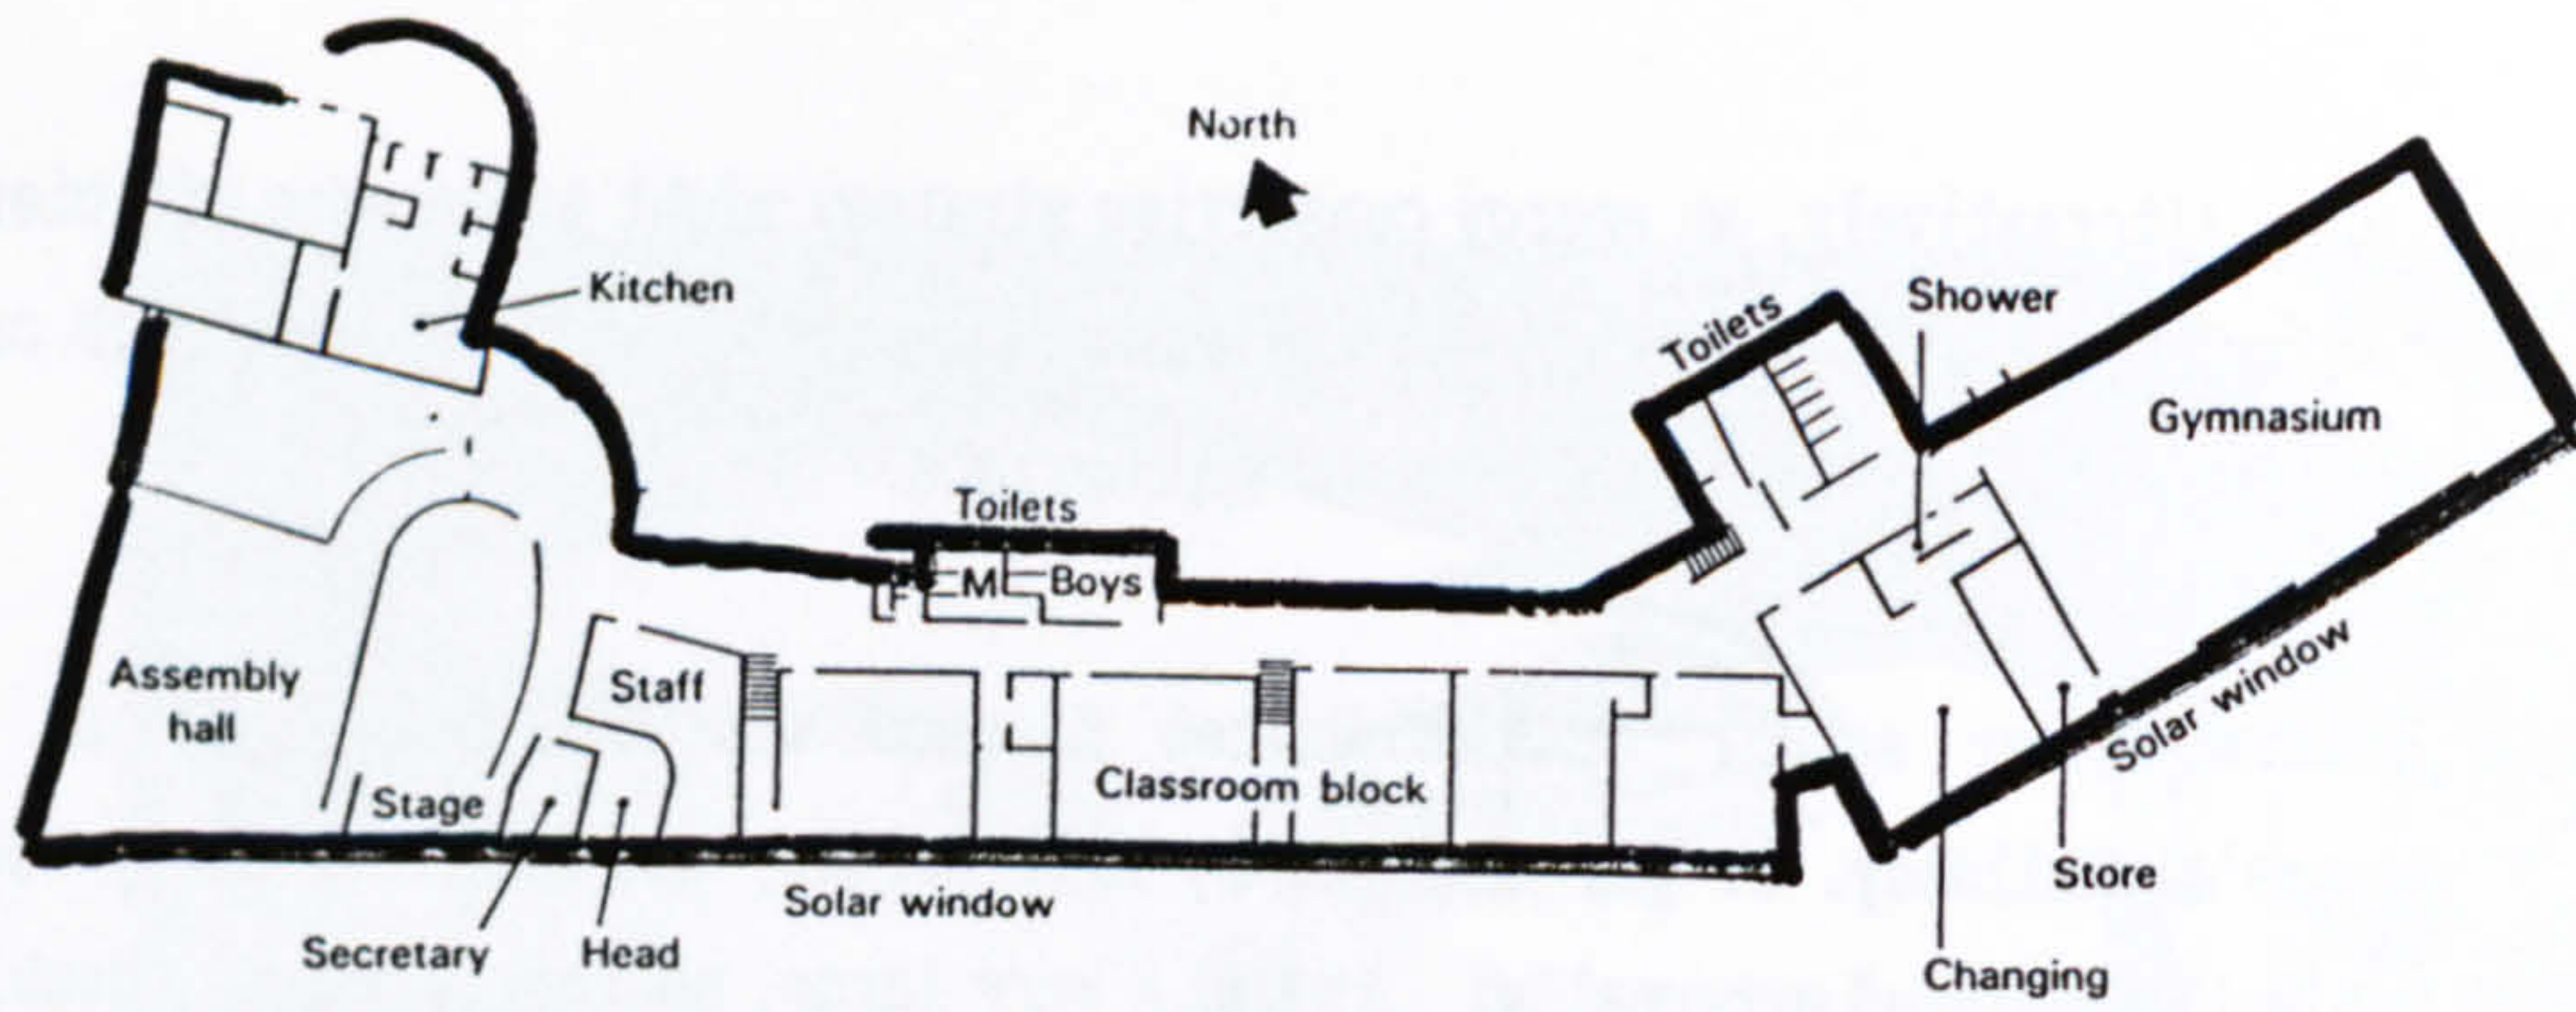 North
Kitchen
Toilets
Shower
Gymnasium
Toilets
M
Boys
Assembly
hall
Staff
Stage
Classroom block
Solar window
Solar window
Store
Secretary
Head
Changing